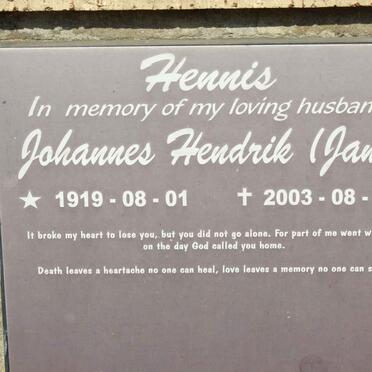 Hennis
In memory of my loving husban
Johannes Hendrik (Jan
★ 1919 - 08 - 01 ✝ 2003 - 08 -
It broke my heart to lose you, but you did not go alone. For part of me went w
on the day God called you home.
Death leaves a heartache no one can heal, love leaves a memory no one can s